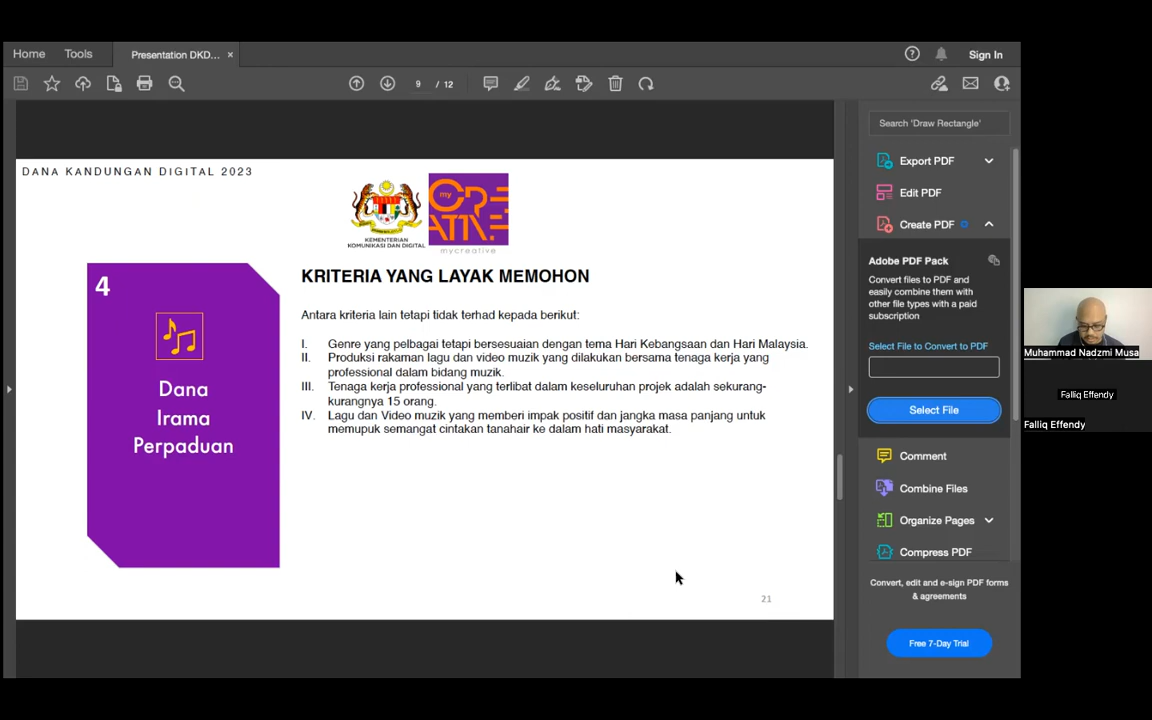 Home Tools Presentation DKD... × Sign In
9 / 12
DANA KANDUNGAN DIGITAL 2023
KEMENTERIAN
KOMUNIKASI DAN DIGITAL
my
CREATIVE
mycreative
4
Dana
Irama
Perpaduan
KRITERIA YANG LAYAK MEMOHON
Antara kriteria lain tetapi tidak terhad kepada berikut:
I. Genre yang pelbagai tetapi bersesuaian dengan tema Hari Kebangsaan dan Hari Malaysia.
II. Produksi rakaman lagu dan video muzik yang dilakukan bersama tenaga kerja yang
professional dalam bidang muzik.
III. Tenaga kerja professional yang terlibat dalam keseluruhan projek adalah sekurang-
kurangnya 15 orang.
IV. Lagu dan Video muzik yang memberi impak positif dan jangka masa panjang untuk
memupuk semangat cintakan tanahair ke dalam hati masyarakat.
21
Search 'Draw Rectangle'
Export PDF
Edit PDF
Create PDF
Adobe PDF Pack
Convert files to PDF and
easily combine them with
other file types with a paid
subscription
Select File to Convert to PDF
Select File
Comment
Combine Files
Organize Pages
Compress PDF
Convert, edit and e-sign PDF forms
& agreements
Free 7-Day Trial
Muhammad Nadzmi Musa
Falliq Effendy
Falliq Effendy